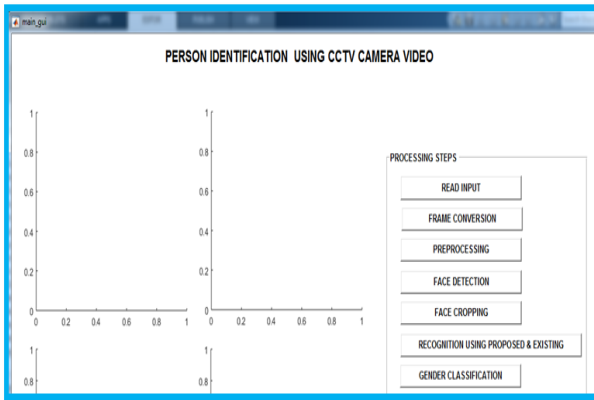 main_gui
PERSON IDENTIFICATION USING CCTV CAMERA VIDEO
1
0.8
0.6
0.4
0.2
0
0 0.2 0.4 0.6 0.8 1
1
0.8
0.6
0.4
0.2
0
0 0.2 0.4 0.6 0.8 1
1
0.8
1
0.8
PROCESSING STEPS
READ INPUT
FRAME CONVERSION
PREPROCESSING
FACE DETECTION
FACE CROPPING
RECOGNITION USING PROPOSED & EXISTING
GENDER CLASSIFICATION